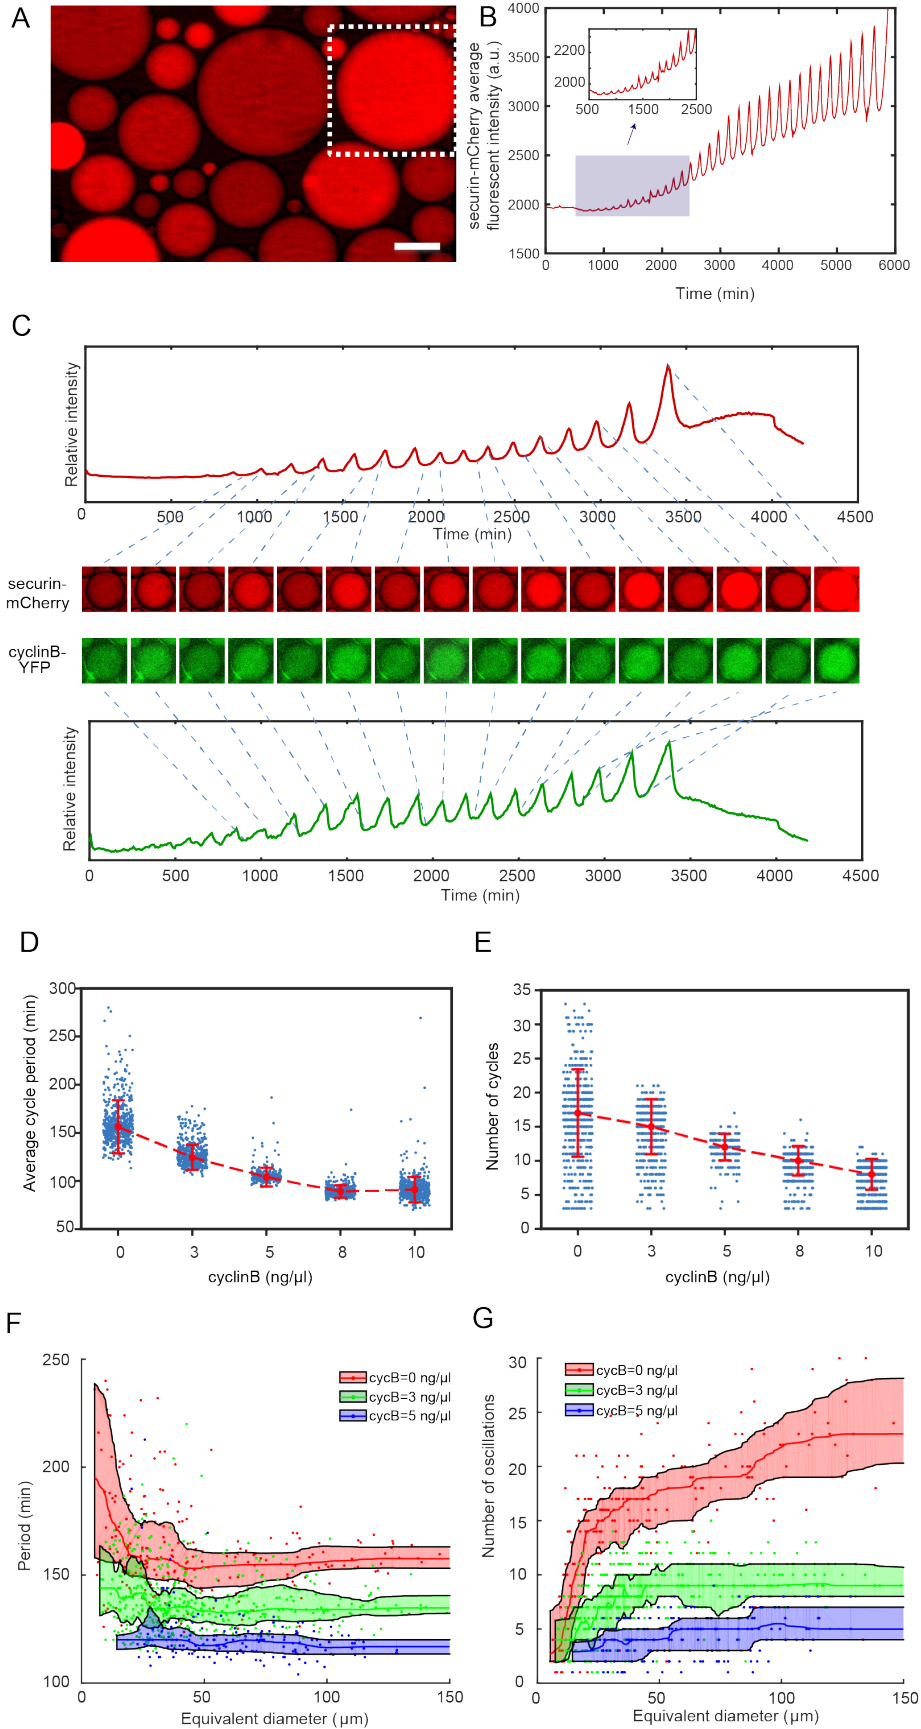 A
B
securin-mCherry average
fluorescent intensity (a.u.)
4000
3500
3000
2500
2000
1500
2200
2000
500 1500 2500
0 1000 2000 3000 4000 5000 6000
Time (min)
C
Relative intensity
0 500 1000 1500 2000 2500 3000 3500 4000 4500
Time (min)
securin-
mCherry
cyclinB-
YFP
Relative intensity
0 500 1000 1500 2000 2500 3000 3500 4000 4500
Time (min)
D
Average cycle period (min)
300
250
200
150
100
50
0 3 5 8 10
cyclinB (ng/µl)
E
Number of cycles
35
30
25
20
15
10
5
0
0 3 5 8 10
cyclinB (ng/µl)
F
Period (min)
250
200
150
100
cycB=0 ng/µl
cycB=3 ng/µl
cycB=5 ng/µl
0 50 100 150
Equivalent diameter (µm)
G
Number of oscillations
30
25
20
15
10
5
0
cycB=0 ng/µl
cycB=3 ng/µl
cycB=5 ng/µl
0 50 100 150
Equivalent diameter (µm)